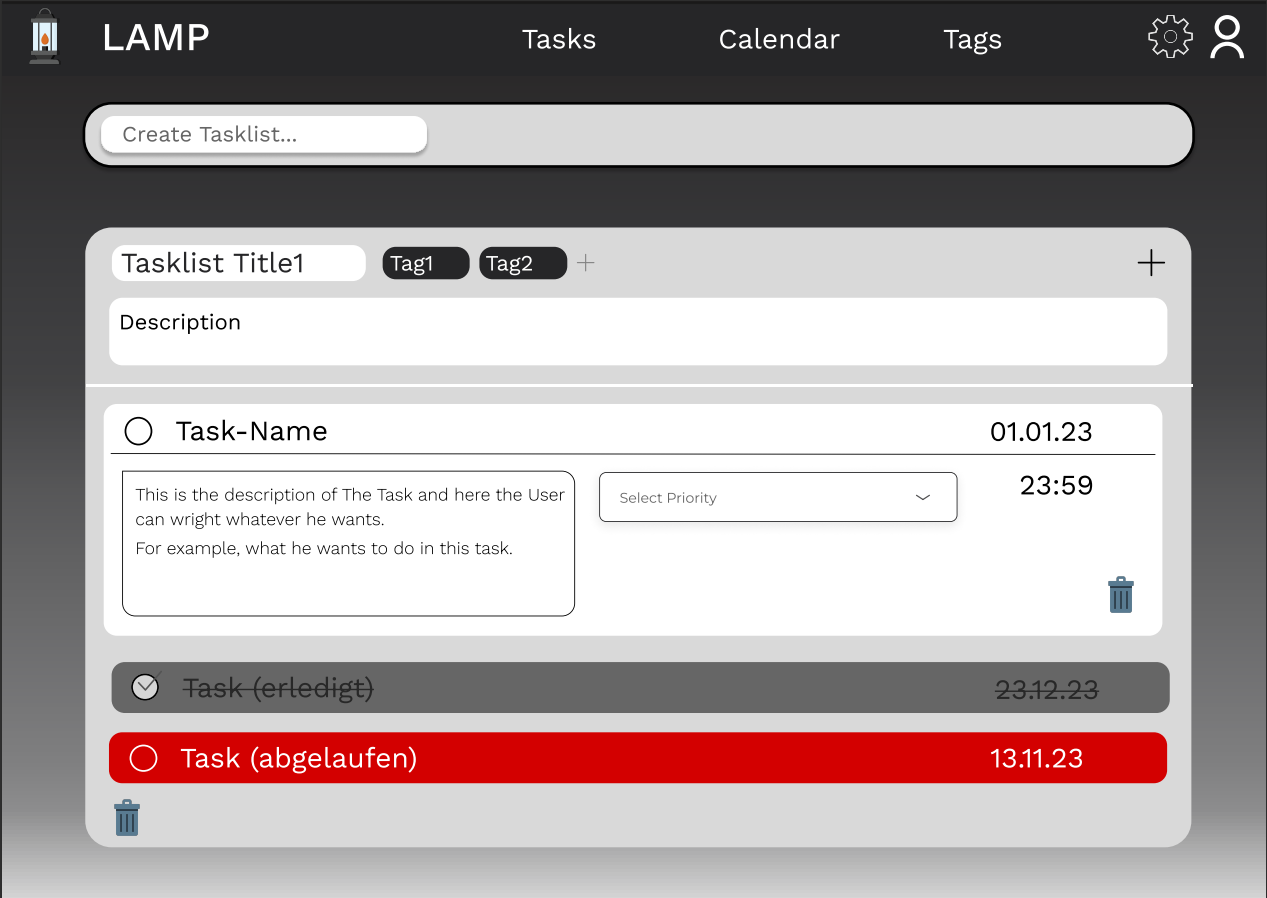 LAMP
Tasks
Calendar
Tags
Create Tasklist...
Tasklist Title1
Tag1
Tag2
Description
Task-Name
01.01.23
This is the description of The Task and here the User
can wright whatever he wants.
For example, what he wants to do in this task.
Select Priority
23:59
Task (erledigt)
23.12.23
Task (abgelaufen)
13.11.23